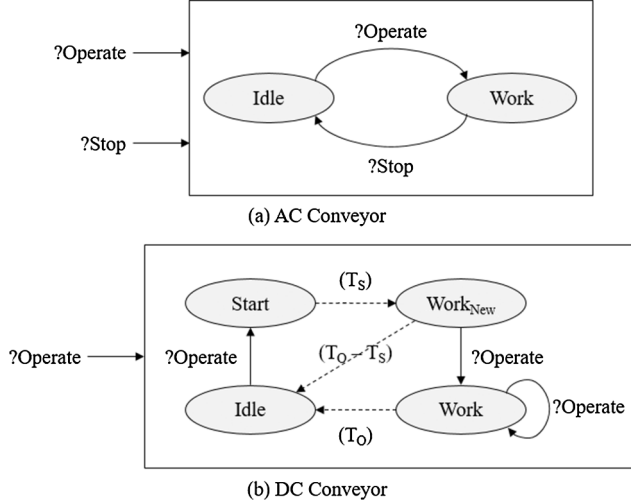 ?Operate
?Operate
Idle
Work
?Stop
?Stop
(a) AC Conveyor
(TS)
Start
WorkNew
?Operate
?Operate
(TO – TS)
?Operate
Idle
Work
?Operate
(TO)
(b) DC Conveyor